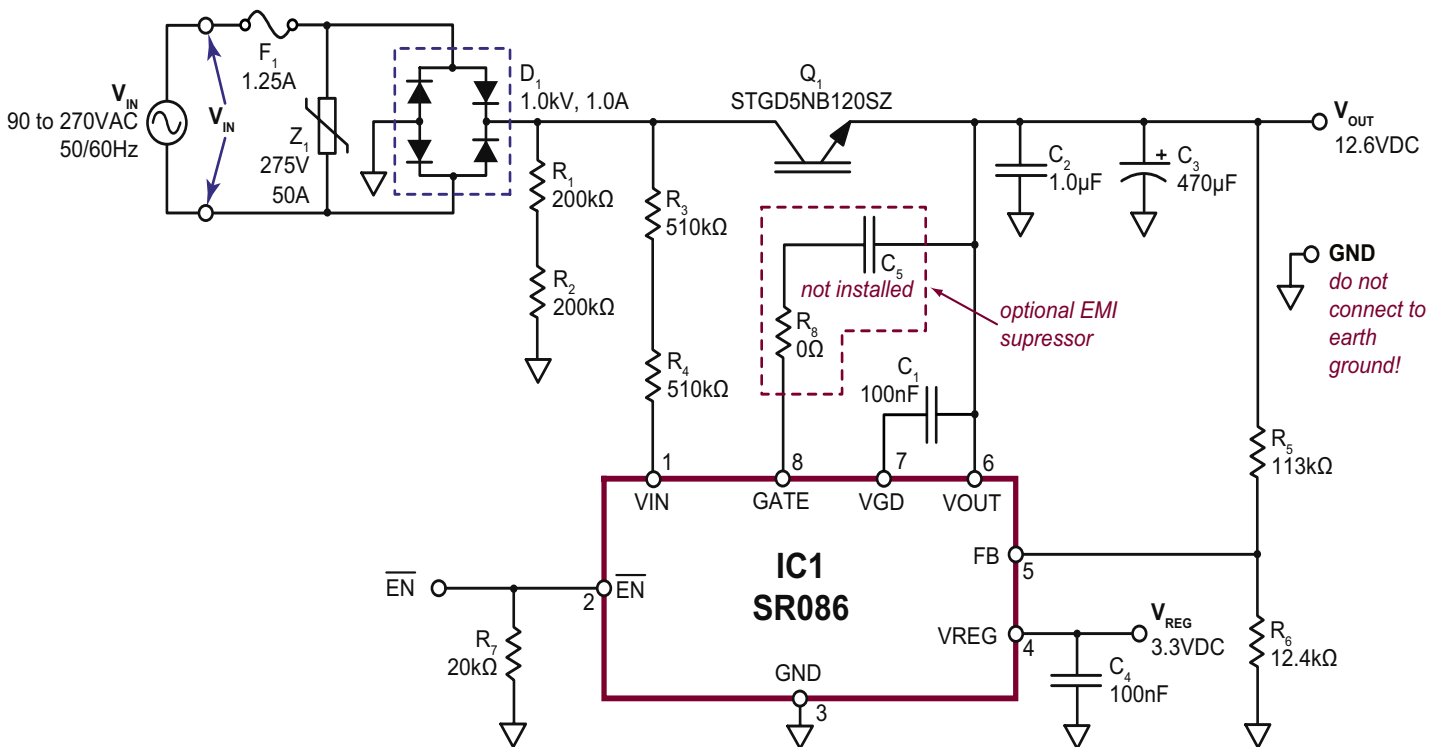 V_IN
90 to 270VAC
50/60Hz
V_IN
F_1
1.25A
Z_1
275V
50A
D_1
1.0kV, 1.0A
R_1
200kΩ
R_2
200kΩ
R_3
510kΩ
R_4
510kΩ
Q_1
STGD5NB120SZ
C_5
not installed
R_8
0Ω
optional EMI
supressor
C_1
100nF
C_2
1.0µF
+
C_3
470µF
V_OUT
12.6VDC
GND
do not
connect to
earth
ground!
R_5
113kΩ
R_6
12.4kΩ
1
8
7
6
VIN
GATE
VGD
VOUT
IC1
SR086
FB
5
VREG
4
V_REG
3.3VDC
C_4
100nF
EN
2
EN
R_7
20kΩ
GND
3